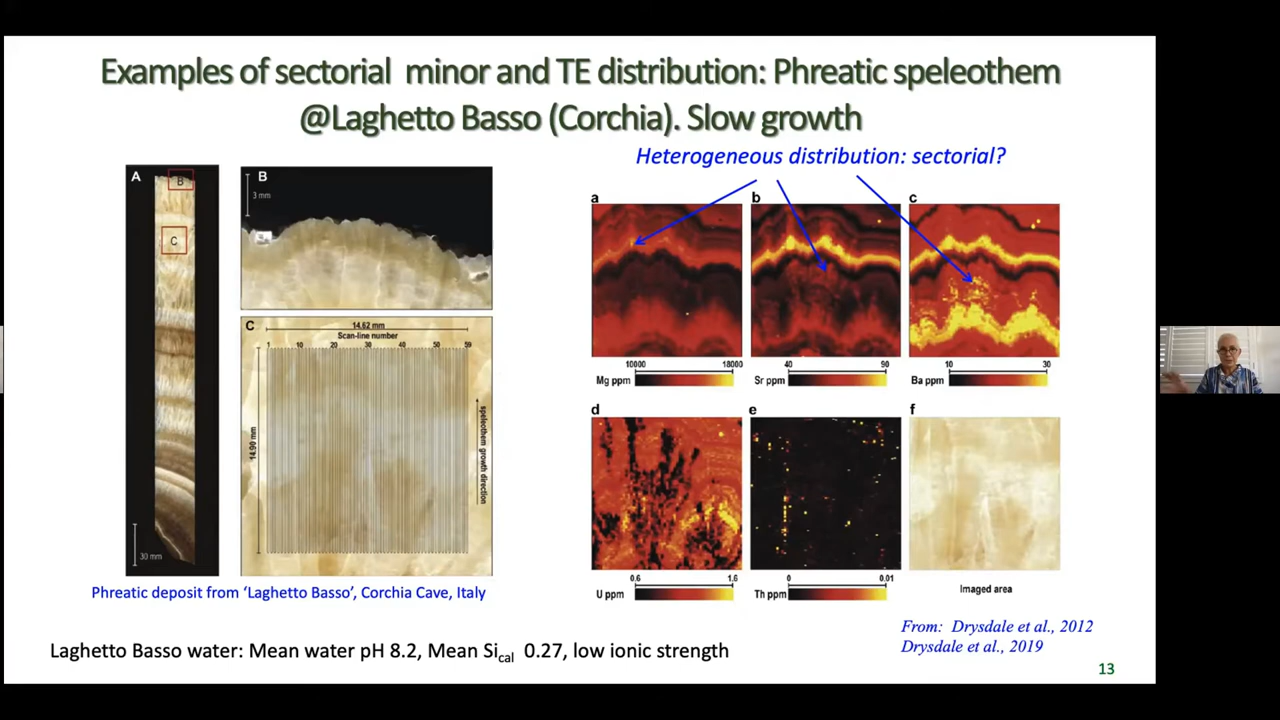 Examples of sectorial minor and TE distribution: Phreatic speleothem
@Laghetto Basso (Corchia). Slow growth
Heterogeneous distribution: sectorial?
A
B
C
30 mm
B
3 mm
C
14.62 mm
Scan-line number
1 10 20 30 40 50 59
14.90 mm
speleothem growth direction
a
b
c
10000 18000
Mg ppm
40 90
Sr ppm
10 30
Ba ppm
d
e
f
0.6 1.6
U ppm
0 0.01
Th ppm
Imaged area
Phreatic deposit from ‘Laghetto Basso’, Corchia Cave, Italy
From: Drysdale et al., 2012
Drysdale et al., 2019
Laghetto Basso water: Mean water pH 8.2, Mean Si cal 0.27, low ionic strength
13